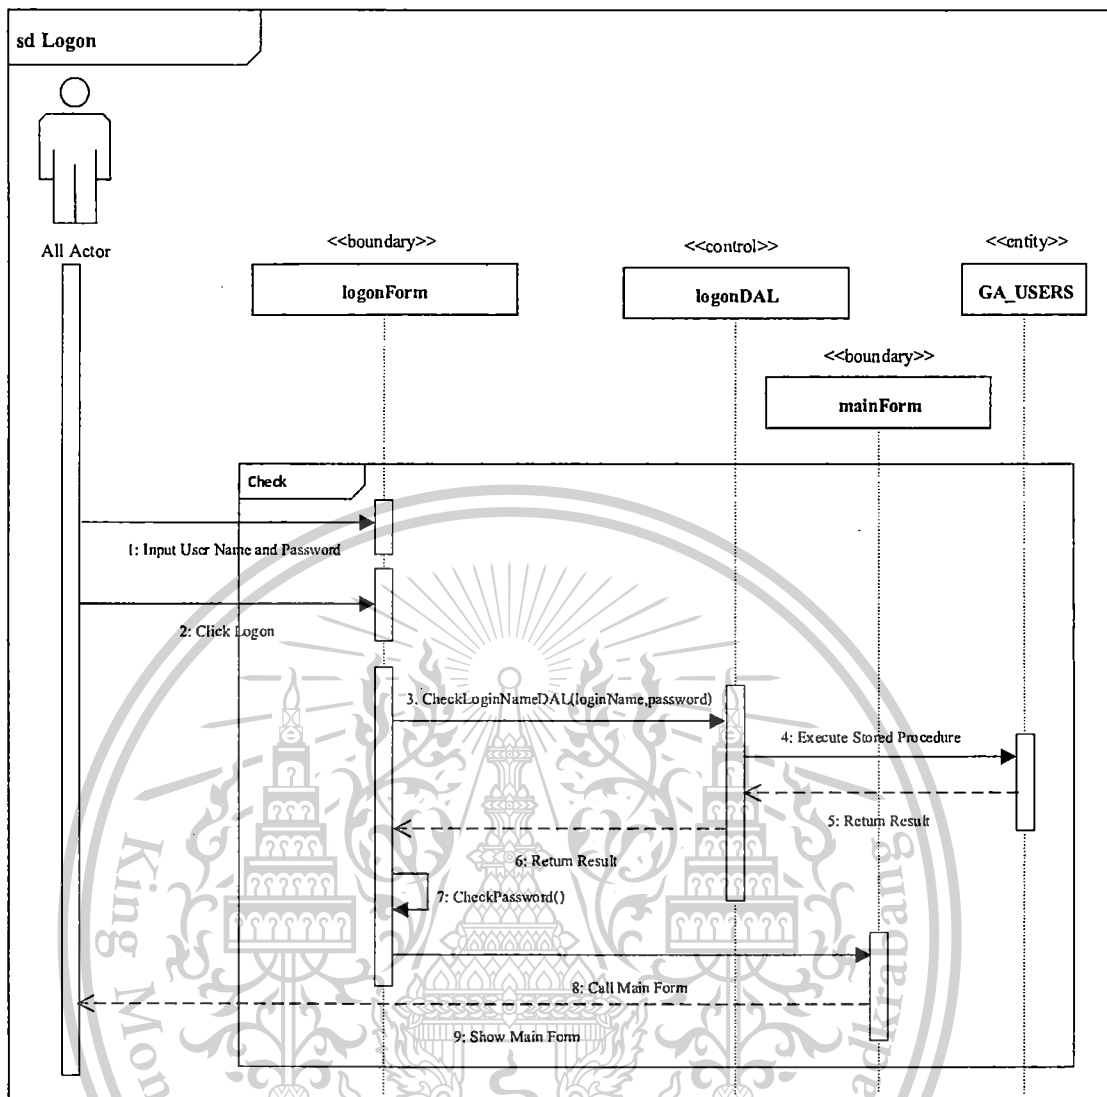 sd Logon
All Actor
<<boundary>>
logonForm
<<control>>
logonDAL
<<entity>>
GA_USERS
<<boundary>>
mainForm
Check
1: Input User Name and Password
2: Click Logon
3. CheckLoginNameDAL(loginName,password)
4: Execute Stored Procedure
5: Return Result
6: Return Result
7: CheckPassword()
8: Call Main Form
9: Show Main Form
King Mon